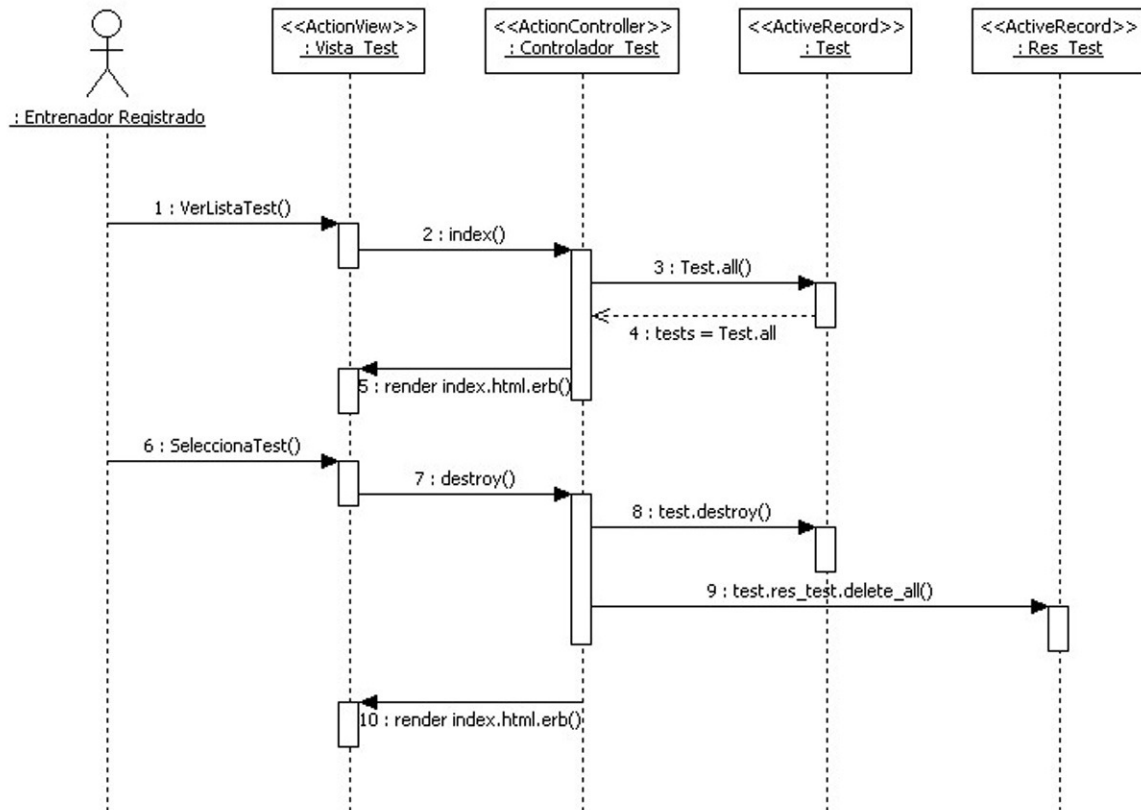 <<ActionView>>
: Vista_Test
<<ActionController>>
: Controlador_Test
<<ActiveRecord>>
: Test
<<ActiveRecord>>
: Res_Test
: Entrenador Registrado
1 : VerListaTest()
2 : index()
3 : Test.all()
4 : tests = Test.all
5 : render index.html.erb()
6 : SeleccionaTest()
7 : destroy()
8 : test.destroy()
9 : test.res_test.delete_all()
10 : render index.html.erb()